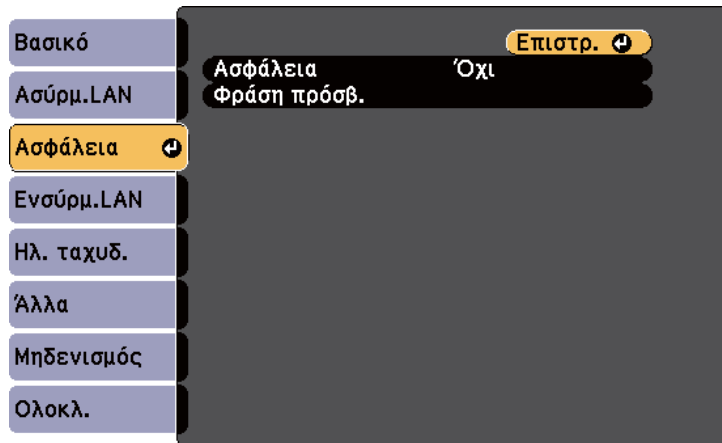 Βασικό
Ασύρμ.LAN
Ασφάλεια
Ενσύρμ.LAN
Ηλ. ταχυδ.
Άλλα
Μηδενισμός
Ολοκλ.
Επιστρ.
Ασφάλεια Όχι
Φράση πρόσβ.